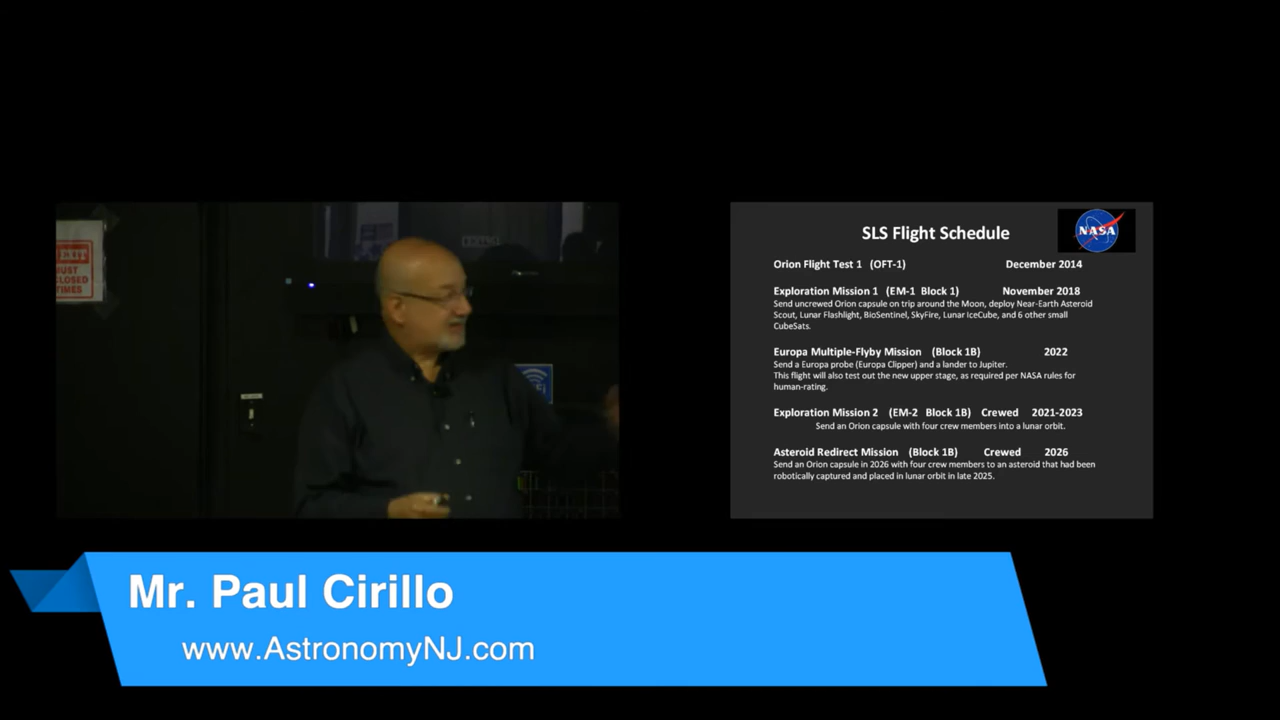 EXIT
MUST
CLOSED
TIMES
SLS Flight Schedule
NASA
Orion Flight Test 1 (OFT-1) December 2014
Exploration Mission 1 (EM-1 Block 1) November 2018
Send uncrewed Orion capsule on trip around the Moon, deploy Near-Earth Asteroid
Scout, Lunar Flashlight, BioSentinel, SkyFire, Lunar IceCube, and 6 other small
CubeSats.
Europa Multiple-Flyby Mission (Block 1B) 2022
Send a Europa probe (Europa Clipper) and a lander to Jupiter.
This flight will also test out the new upper stage, as required per NASA rules for
human-rating.
Exploration Mission 2 (EM-2 Block 1B) Crewed 2021-2023
Send an Orion capsule with four crew members into a lunar orbit.
Asteroid Redirect Mission (Block 1B) Crewed 2026
Send an Orion capsule in 2026 with four crew members to an asteroid that had been
robotically captured and placed in lunar orbit in late 2025.
Mr. Paul Cirillo
www.AstronomyNJ.com